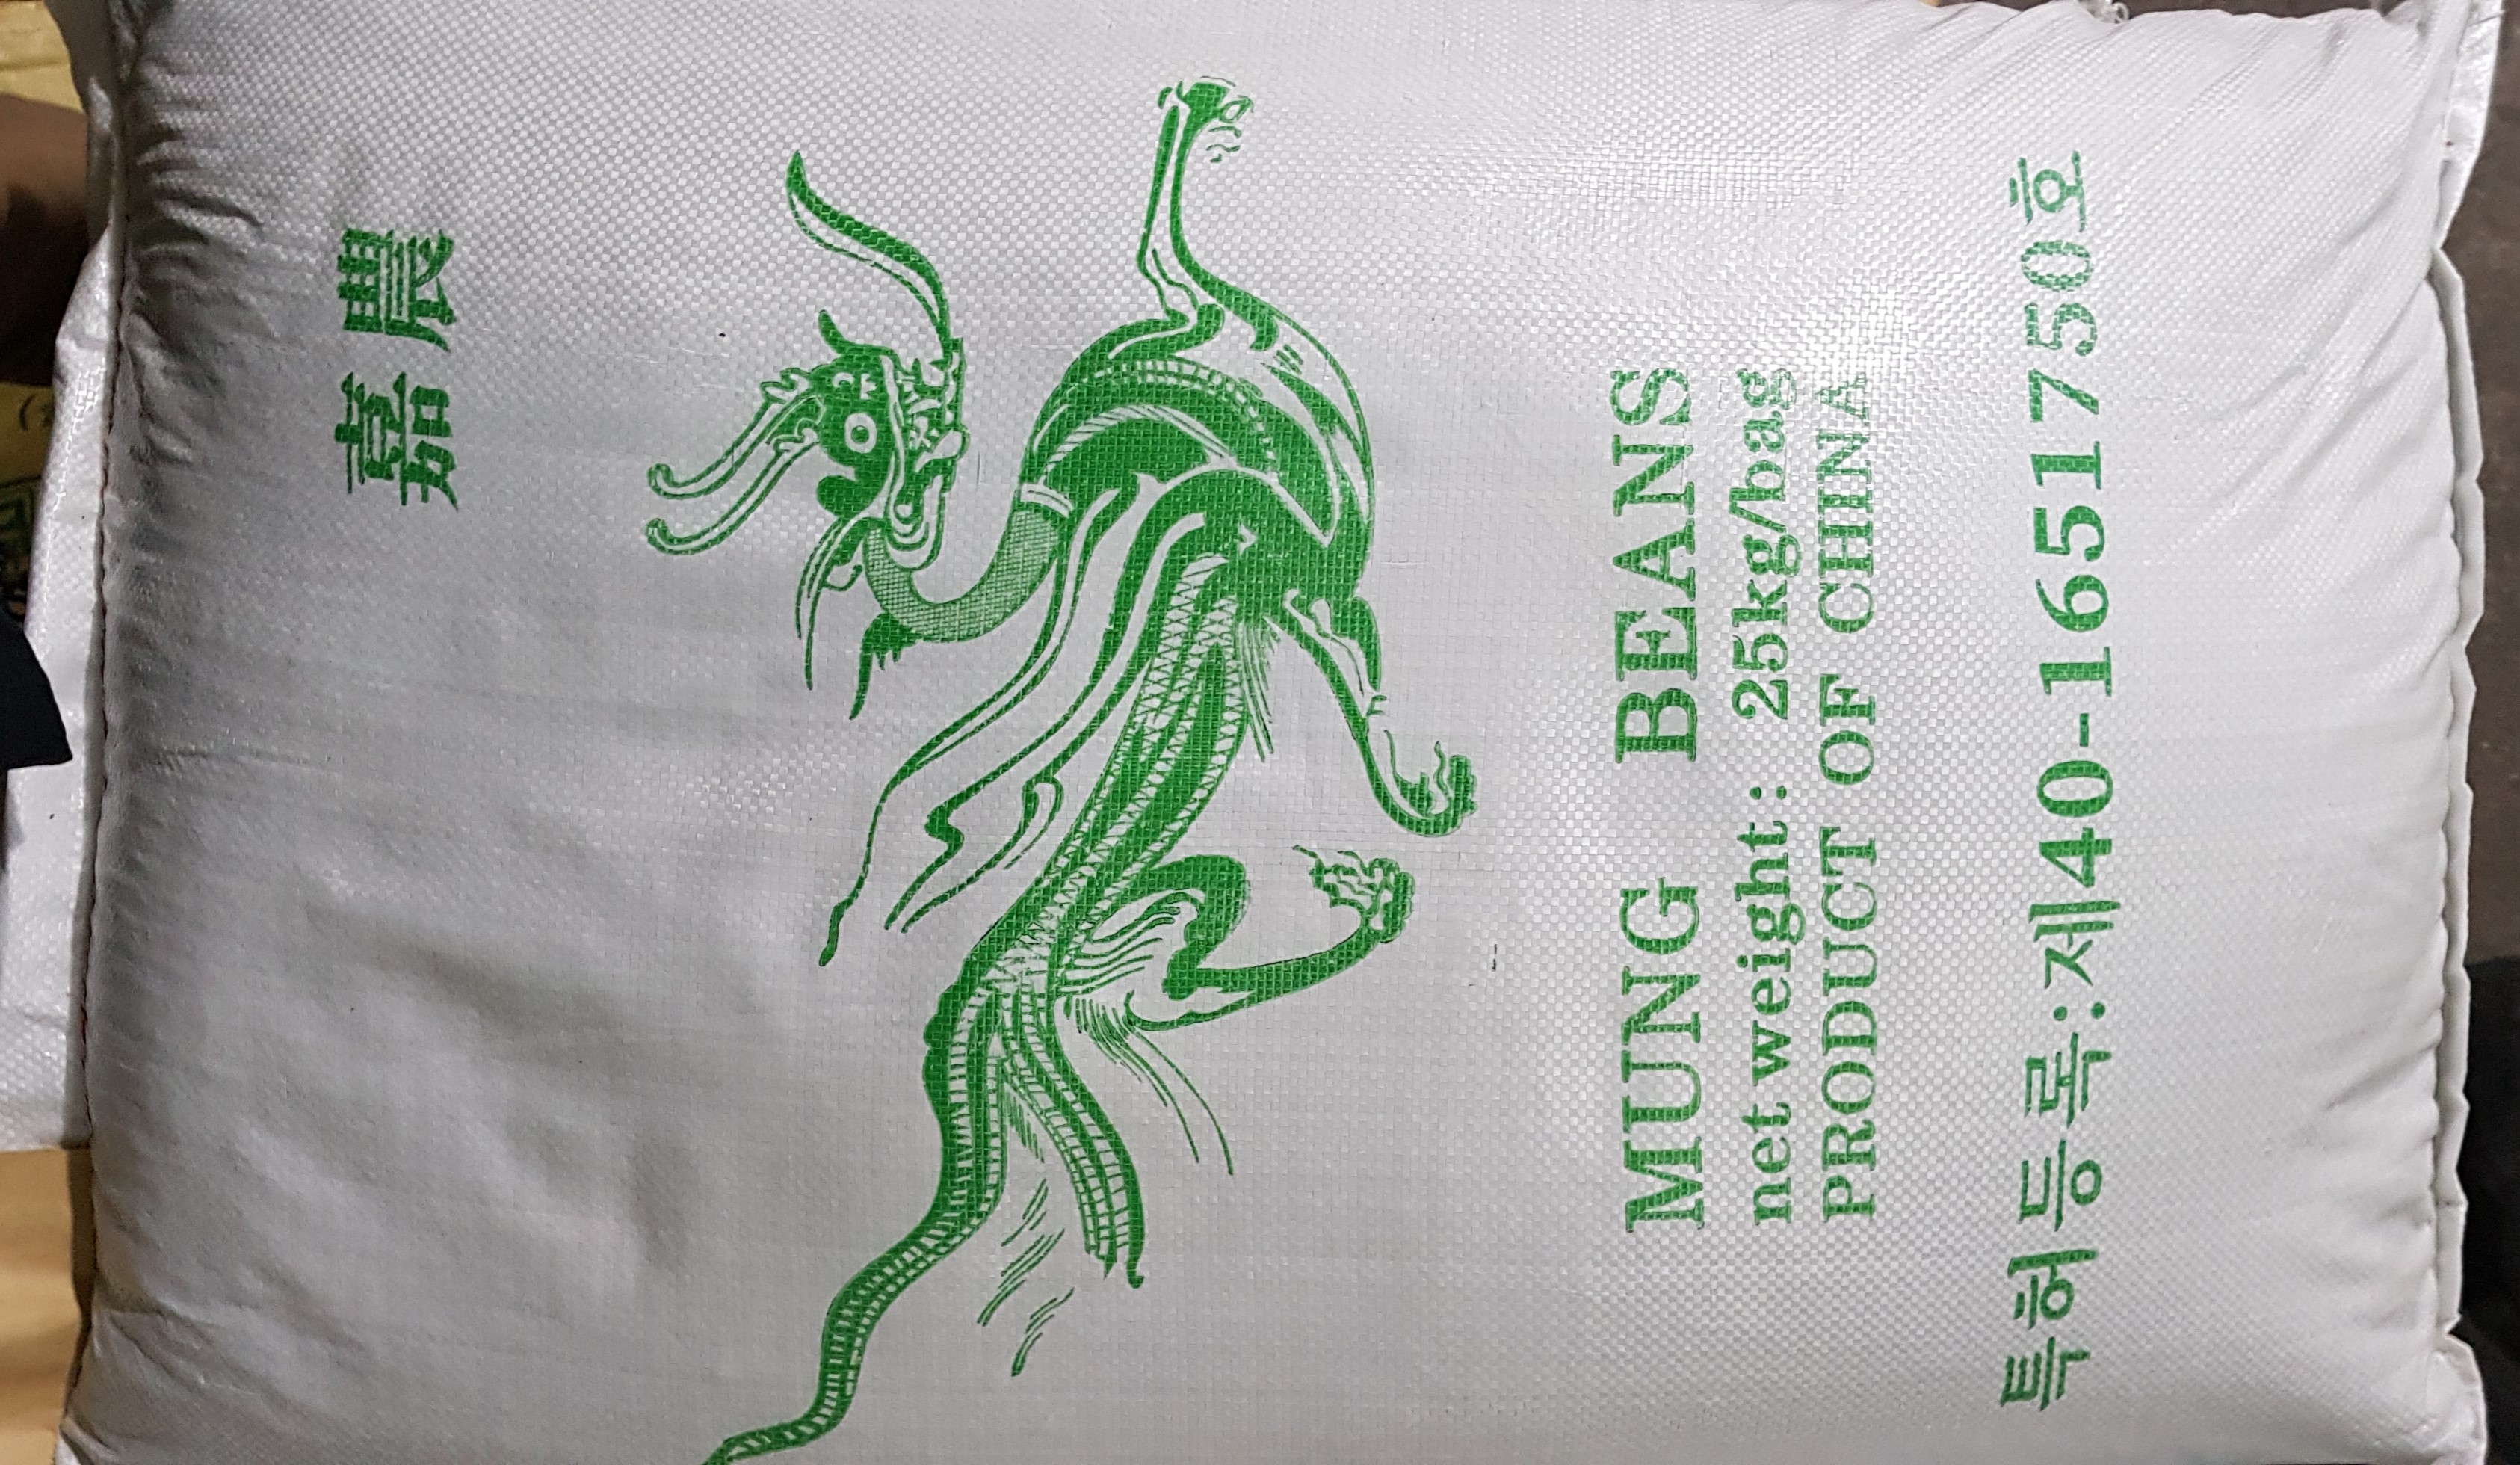 嘉農
MUNG BEANS
net weight: 25kg/bag
PRODUCT OF CHINA
특허등록:제40-1651750호